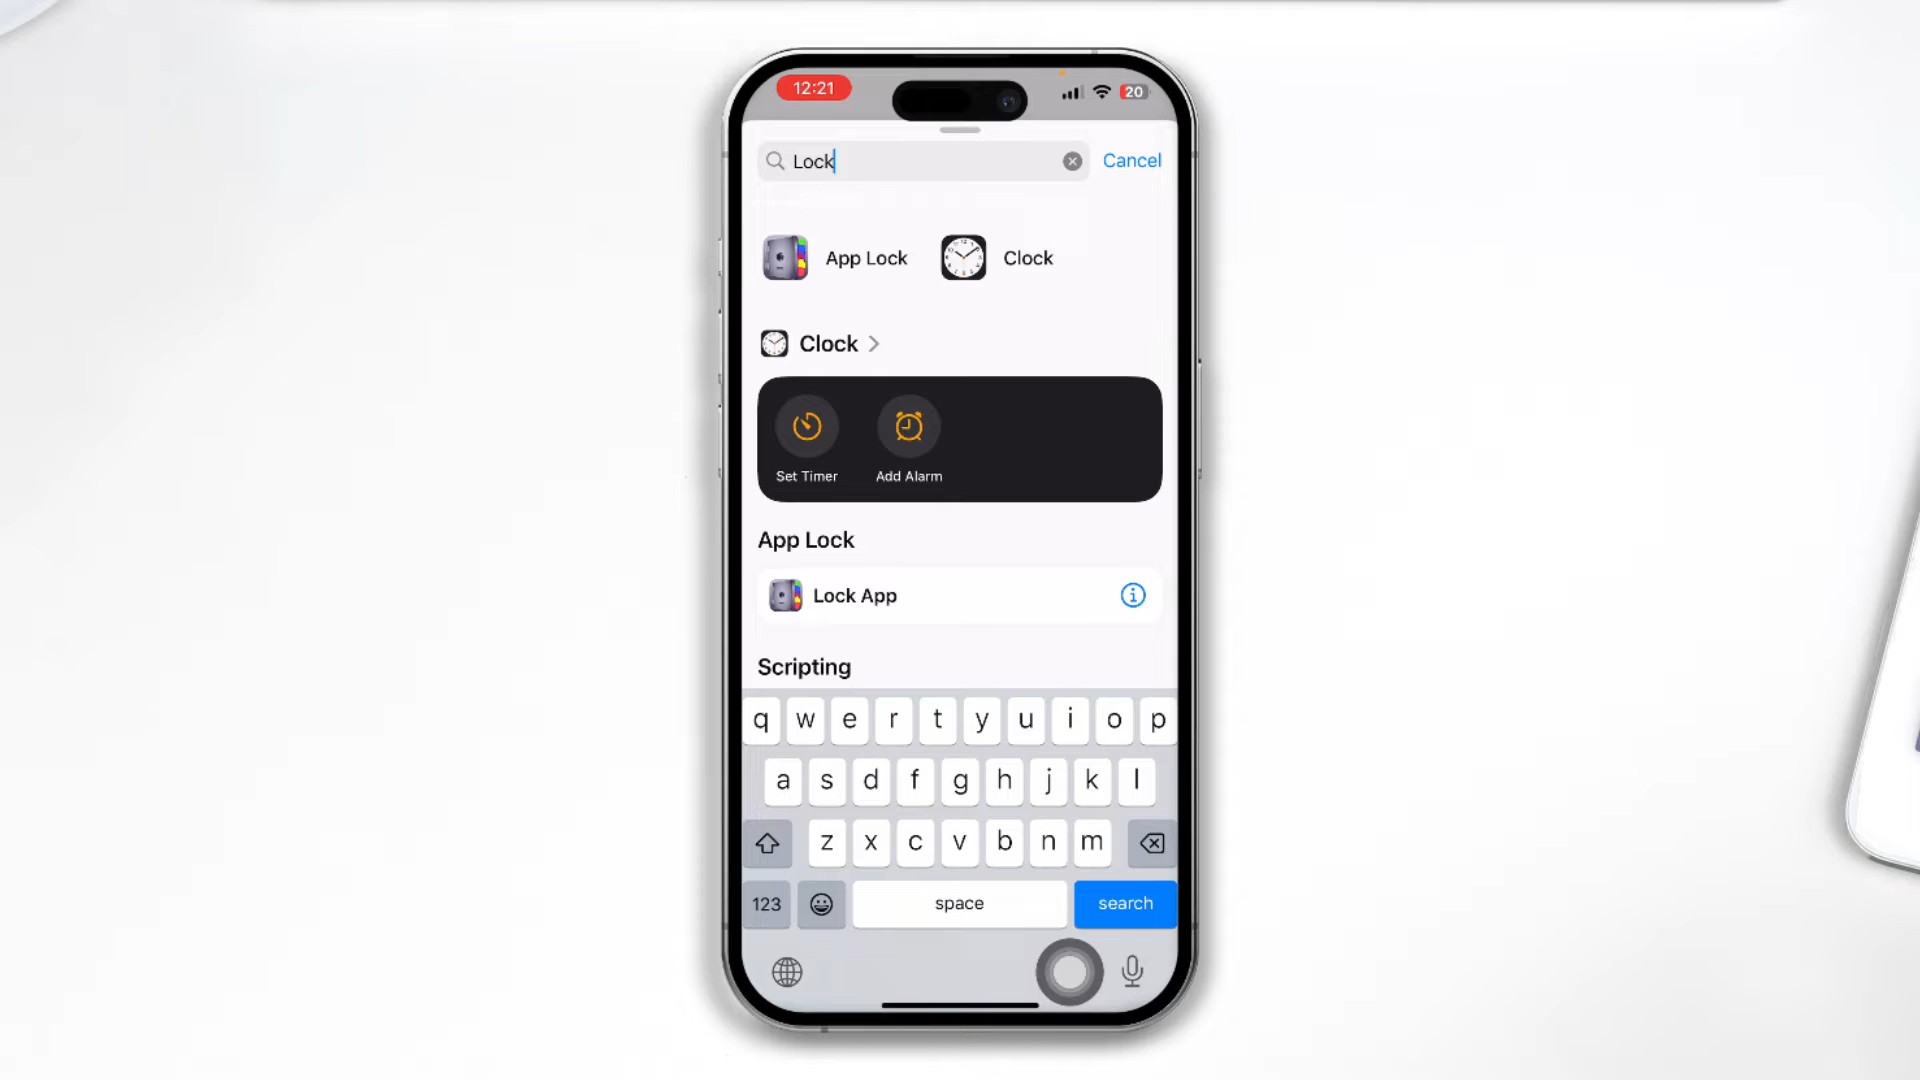 12:21
20
Lock
Cancel
App Lock
Clock
Clock
Set Timer
Add Alarm
App Lock
Lock App
Scripting
q w e r t y u i o p
a s d f g h j k l
z x c v b n m
123
space
search